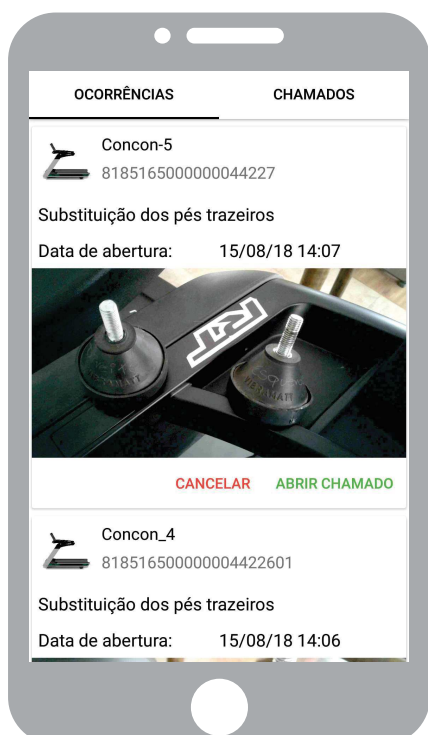 OCORRÊNCIAS CHAMADOS
Concon-5
8185165000000044227
Substituição dos pés trazeiros
Data de abertura: 15/08/18 14:07
CANCELAR ABRIR CHAMADO
Concon_4
818516500000004422601
Substituição dos pés trazeiros
Data de abertura: 15/08/18 14:06